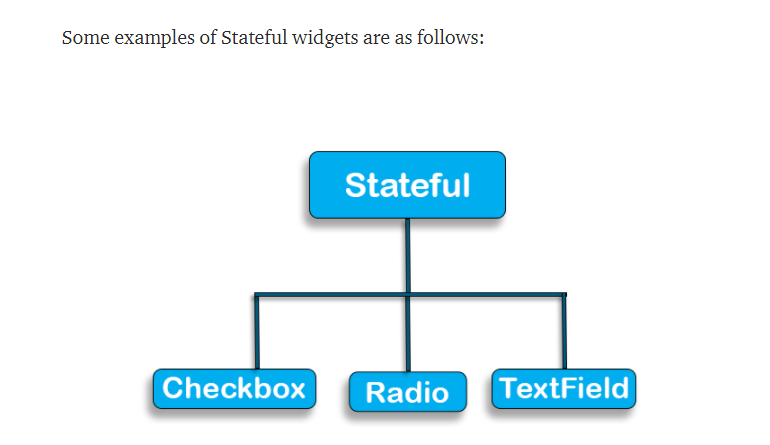 Some examples of Stateful widgets are as follows:
Stateful
Checkbox
Radio
TextField